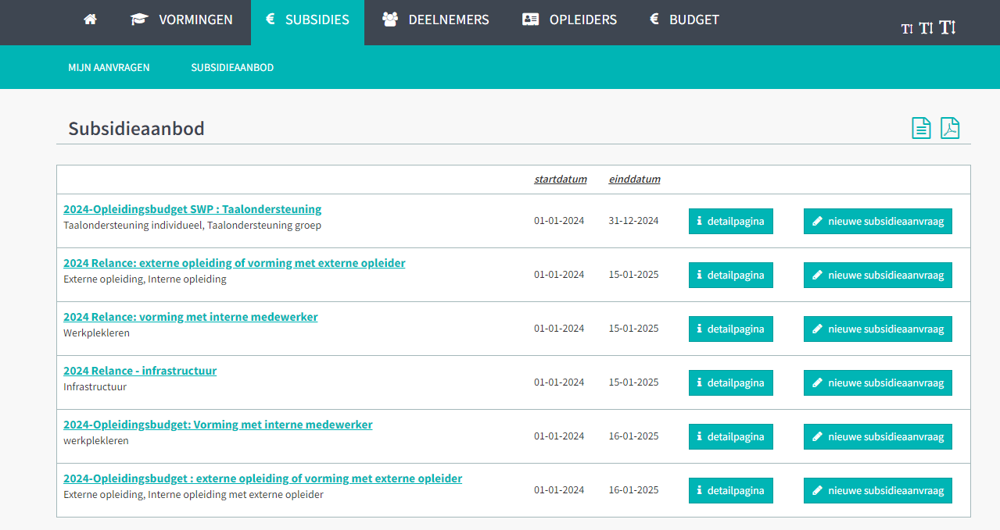 VORMINGEN SUBSIDIES DEELNEMERS OPLEIDERS BUDGET
MIJN AANVRAGEN SUBSIDIEAANBOD
Subsidieaanbod
startdatum einddatum
2024-Opleidingsbudget SWP : Taalondersteuning
Taalondersteuning individueel, Taalondersteuning groep
01-01-2024 31-12-2024 detailpagina nieuwe subsidieaanvraag
2024 Relance: externe opleiding of vorming met externe opleider
Externe opleiding, Interne opleiding
01-01-2024 15-01-2025 detailpagina nieuwe subsidieaanvraag
2024 Relance: vorming met interne medewerker
Werkplekleren
01-01-2024 15-01-2025 detailpagina nieuwe subsidieaanvraag
2024 Relance - infrastructuur
Infrastructuur
01-01-2024 15-01-2025 detailpagina nieuwe subsidieaanvraag
2024-Opleidingsbudget: Vorming met interne medewerker
werkplekleren
01-01-2024 16-01-2025 detailpagina nieuwe subsidieaanvraag
2024-Opleidingsbudget : externe opleiding of vorming met externe opleider
Externe opleiding, Interne opleiding met externe opleider
01-01-2024 16-01-2025 detailpagina nieuwe subsidieaanvraag